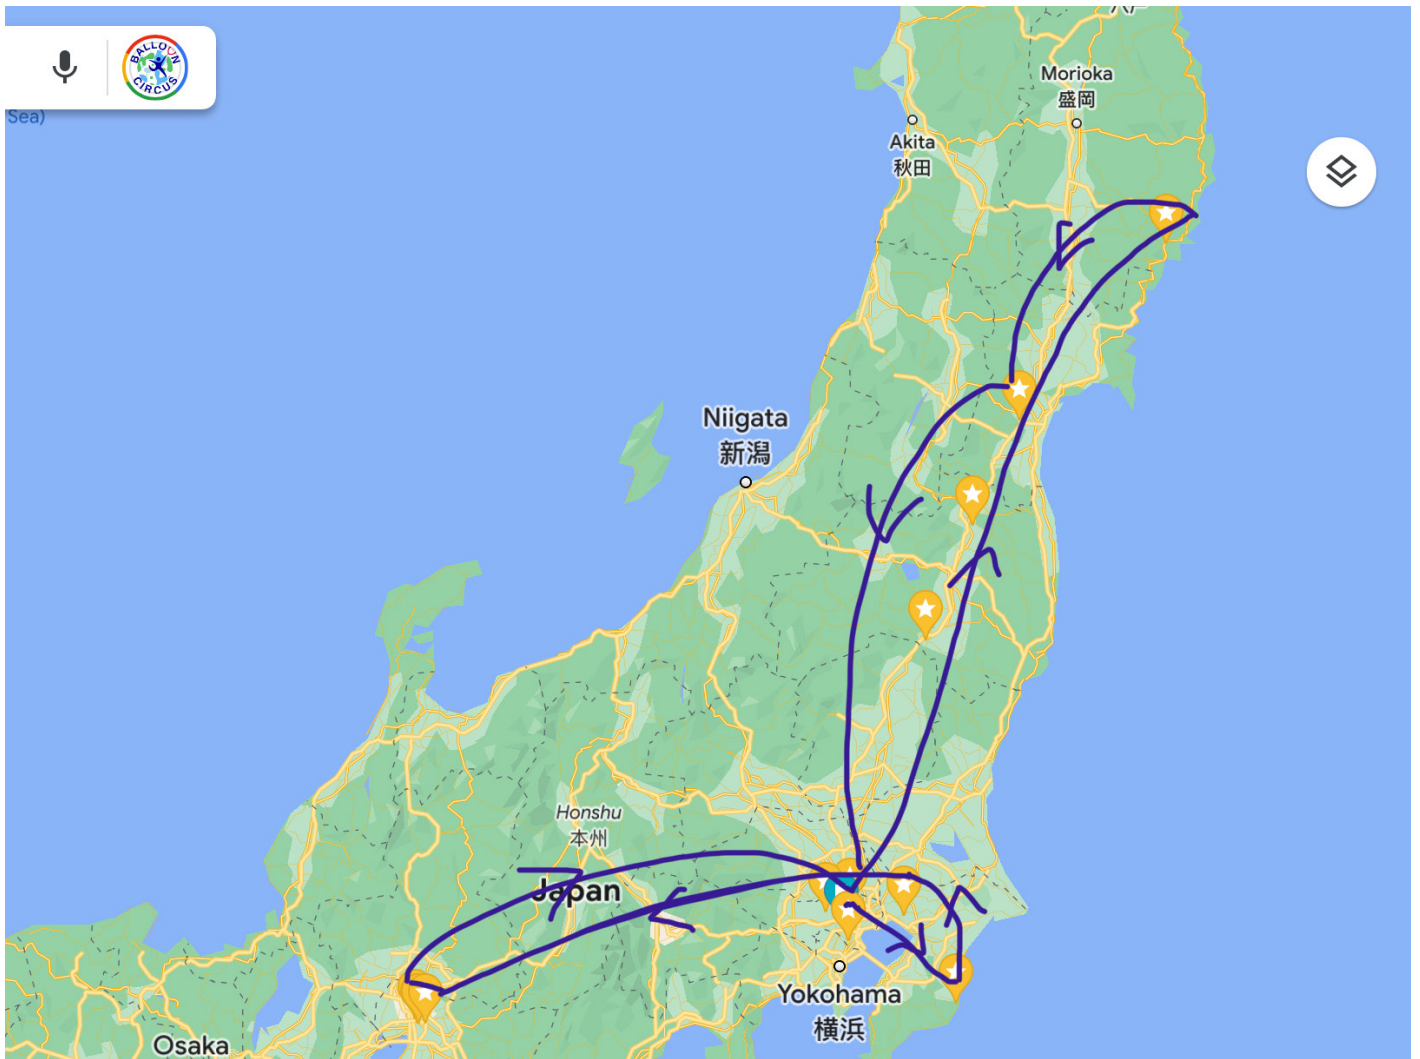 BALLOON
CIRCUS
Sea)
Morioka
盛岡
Akita
秋田
Niigata
新潟
Honshu
本州
Japan
Yokohama
横浜
Osaka